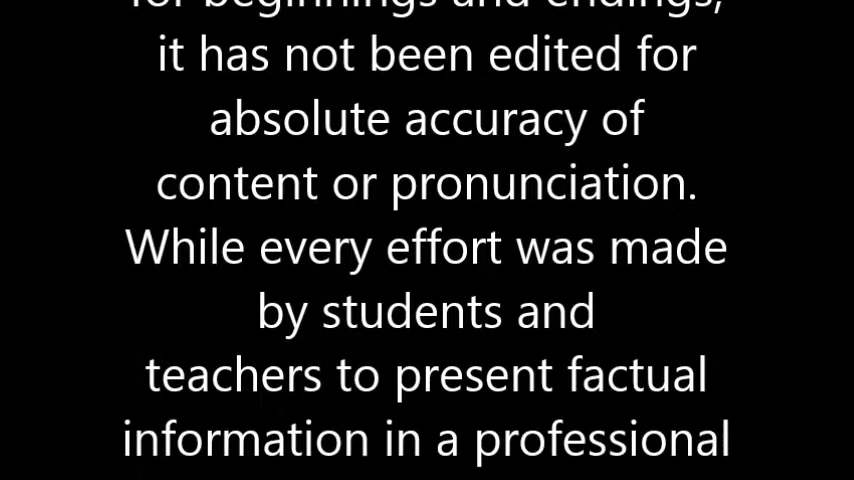 for beginnings and endings,
it has not been edited for
absolute accuracy of
content or pronunciation.
While every effort was made
by students and
teachers to present factual
information in a professional